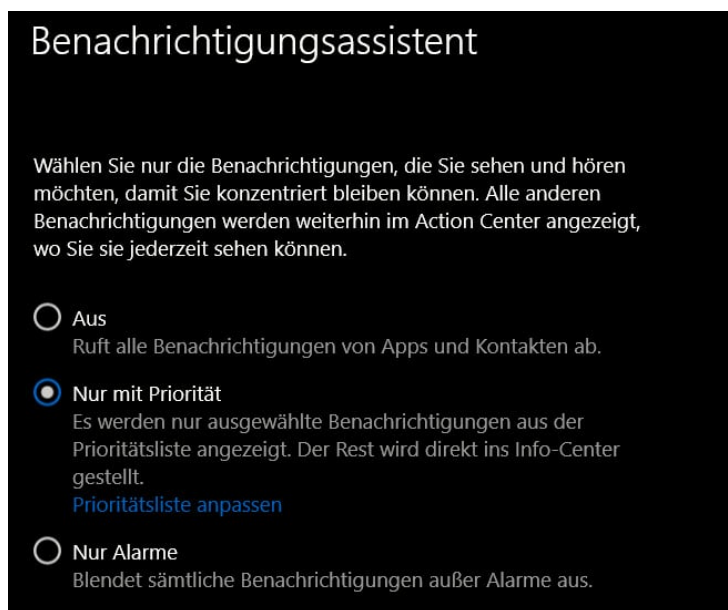 Benachrichtigungsassistent
Wählen Sie nur die Benachrichtigungen, die Sie sehen und hören
möchten, damit Sie konzentriert bleiben können. Alle anderen
Benachrichtigungen werden weiterhin im Action Center angezeigt,
wo Sie sie jederzeit sehen können.
Aus
Ruft alle Benachrichtigungen von Apps und Kontakten ab.
Nur mit Priorität
Es werden nur ausgewählte Benachrichtigungen aus der
Prioritätsliste angezeigt. Der Rest wird direkt ins Info-Center
gestellt.
Prioritätsliste anpassen
Nur Alarme
Blendet sämtliche Benachrichtigungen außer Alarme aus.